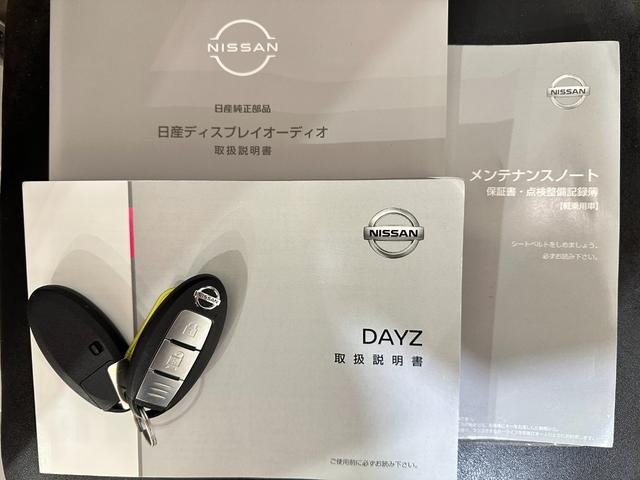 NISSAN
日産純正部品
日産ディスプレイオーディオ
取扱説明書
NISSAN
メンテナンスノート
保証書・点検整備記録簿
【軽乗用車】
シートベルトをしめましょう。
必ずお読み下さい。
NISSAN
DAYZ
取扱説明書
ご使用前に必ずお読み下さい。
NISSAN